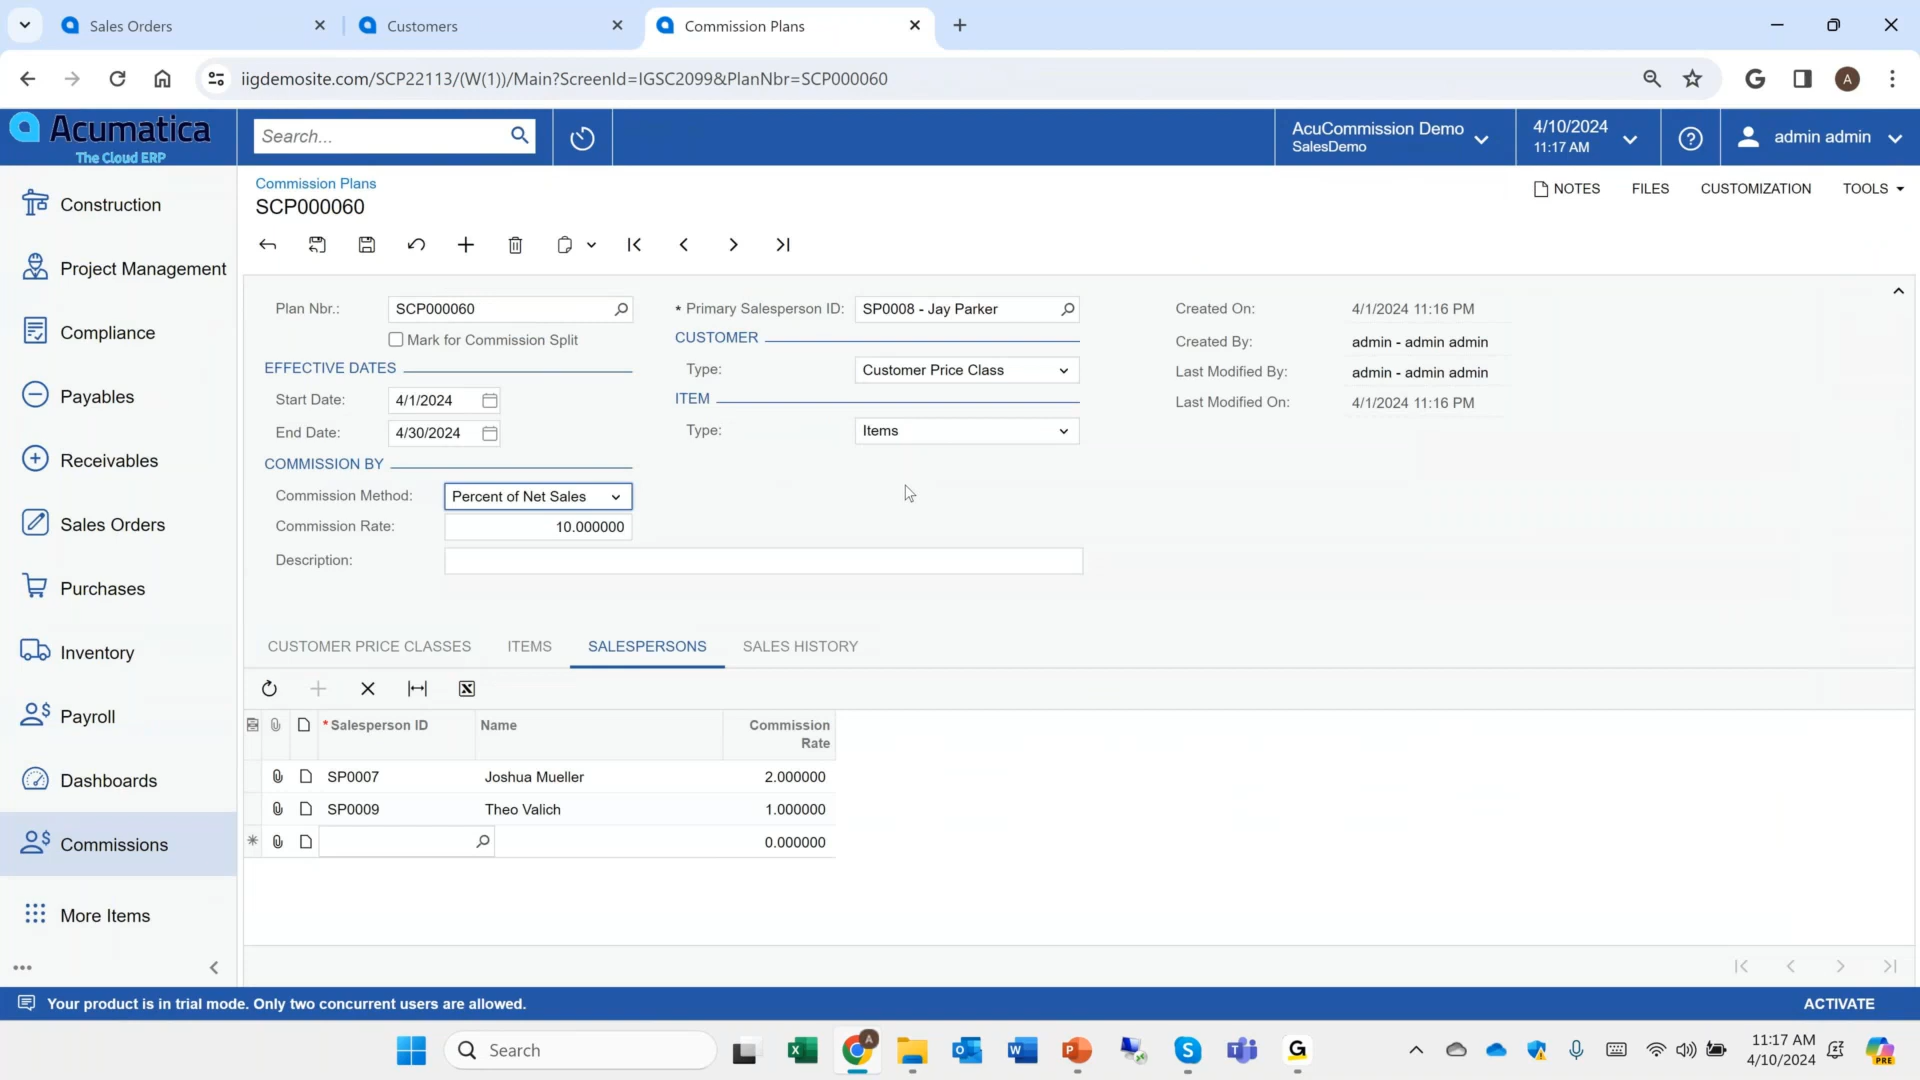 Sales Orders
Customers
Commission Plans
iigdemosite.com/SCP22113/(W(1))/Main?ScreenId=IGSC2099&PlanNbr=SCP000060
A
Acumatica
The Cloud ERP
Search...
AcuCommission Demo
SalesDemo
4/10/2024
11:17 AM
admin admin
Construction
Project Management
Compliance
Payables
Receivables
Sales Orders
Purchases
Inventory
Payroll
Dashboards
Commissions
More Items
Commission Plans
SCP000060
NOTES FILES CUSTOMIZATION TOOLS
Plan Nbr.: SCP000060
Mark for Commission Split
EFFECTIVE DATES
Start Date: 4/1/2024
End Date: 4/30/2024
COMMISSION BY
Commission Method: Percent of Net Sales
Commission Rate: 10.000000
Description:
* Primary Salesperson ID: SP0008 - Jay Parker
CUSTOMER
Type: Customer Price Class
ITEM
Type: Items
Created On: 4/1/2024 11:16 PM
Created By: admin - admin admin
Last Modified By: admin - admin admin
Last Modified On: 4/1/2024 11:16 PM
CUSTOMER PRICE CLASSES ITEMS SALESPERSONS SALES HISTORY
* Salesperson ID Name Commission
Rate
SP0007 Joshua Mueller 2.000000
SP0009 Theo Valich 1.000000
0.000000
Your product is in trial mode. Only two concurrent users are allowed.
ACTIVATE
Search
11:17 AM
4/10/2024
PRE